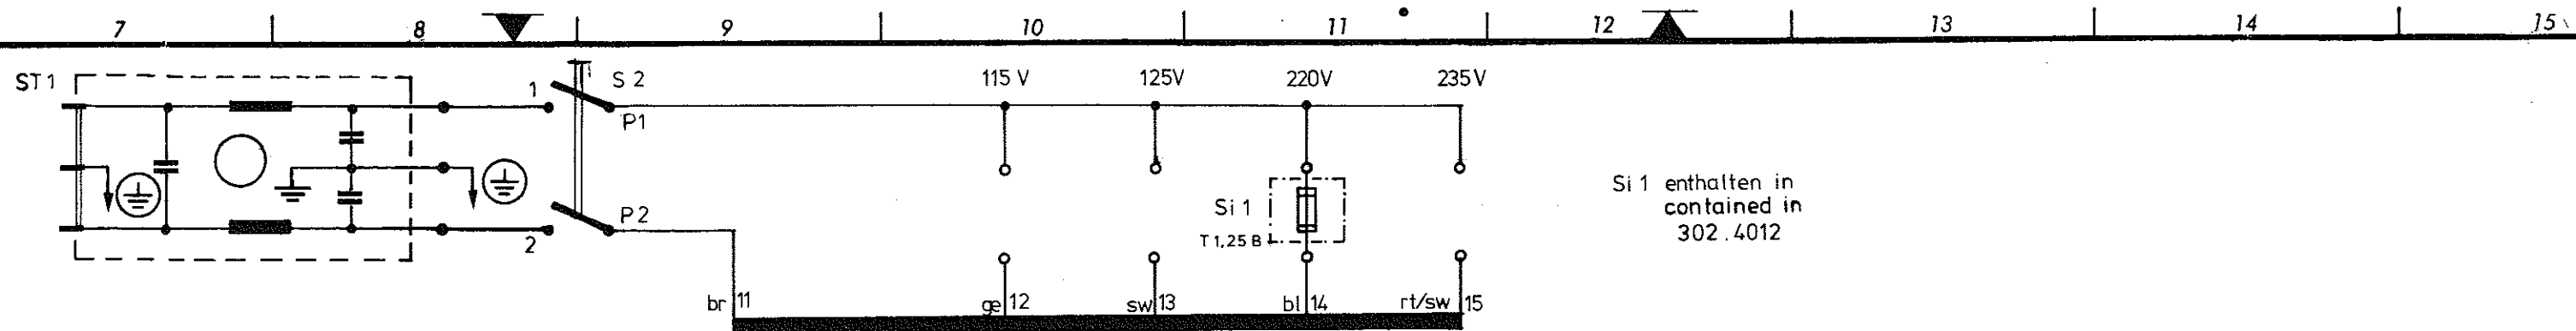 7 8 9 10 11 12 13 14 15
ST1 S2 115 V 125V 220V 235V
1
P1
Si 1 enthalten in
contained in
302.4012
Si 1
T1,25 B
P2
2
br 11 ge 12 sw 13 bl 14 rt/sw 15